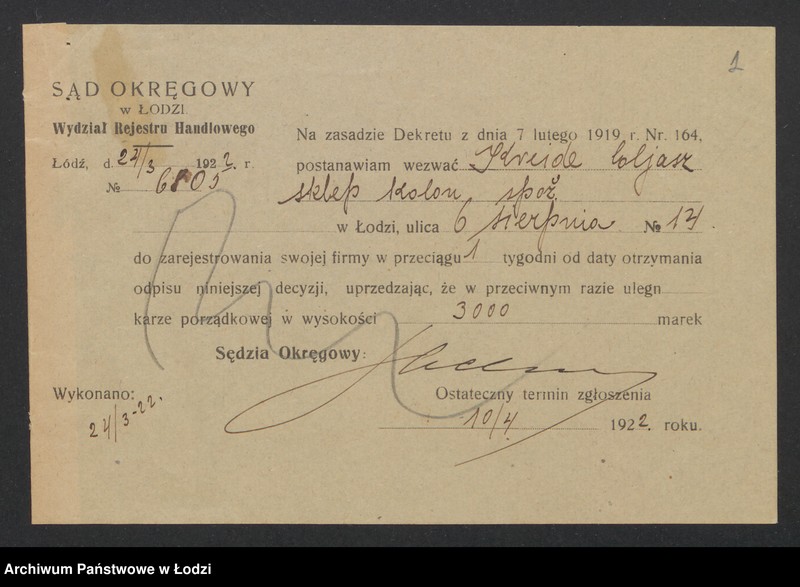 1
SĄD OKRĘGOWY
w ŁODZI.
Wydział Rejestru Handlowego
Łódź, d. 24/3 1922. r.
№ 6805
Na zasadzie Dekretu z dnia 7 lutego 1919, r. Nr. 164,
postanawiam wezwać Kreide Eljasz
sklep kolon. spoż.
w Łodzi, ulica 6 sierpnia № 14.
do zarejestrowania swojej firmy w przeciągu 1 tygodni od daty otrzymania
odpisu niniejszej decyzji, uprzedzając, że w przeciwnym razie ulegn
karze porządkowej w wysokości 3000 marek
Sędzia Okręgowy:
Wykonano:
24/3-22.
Ostateczny termin zgłoszenia
10/4. 1922. roku.
Archiwum Państwowe w Łodzi